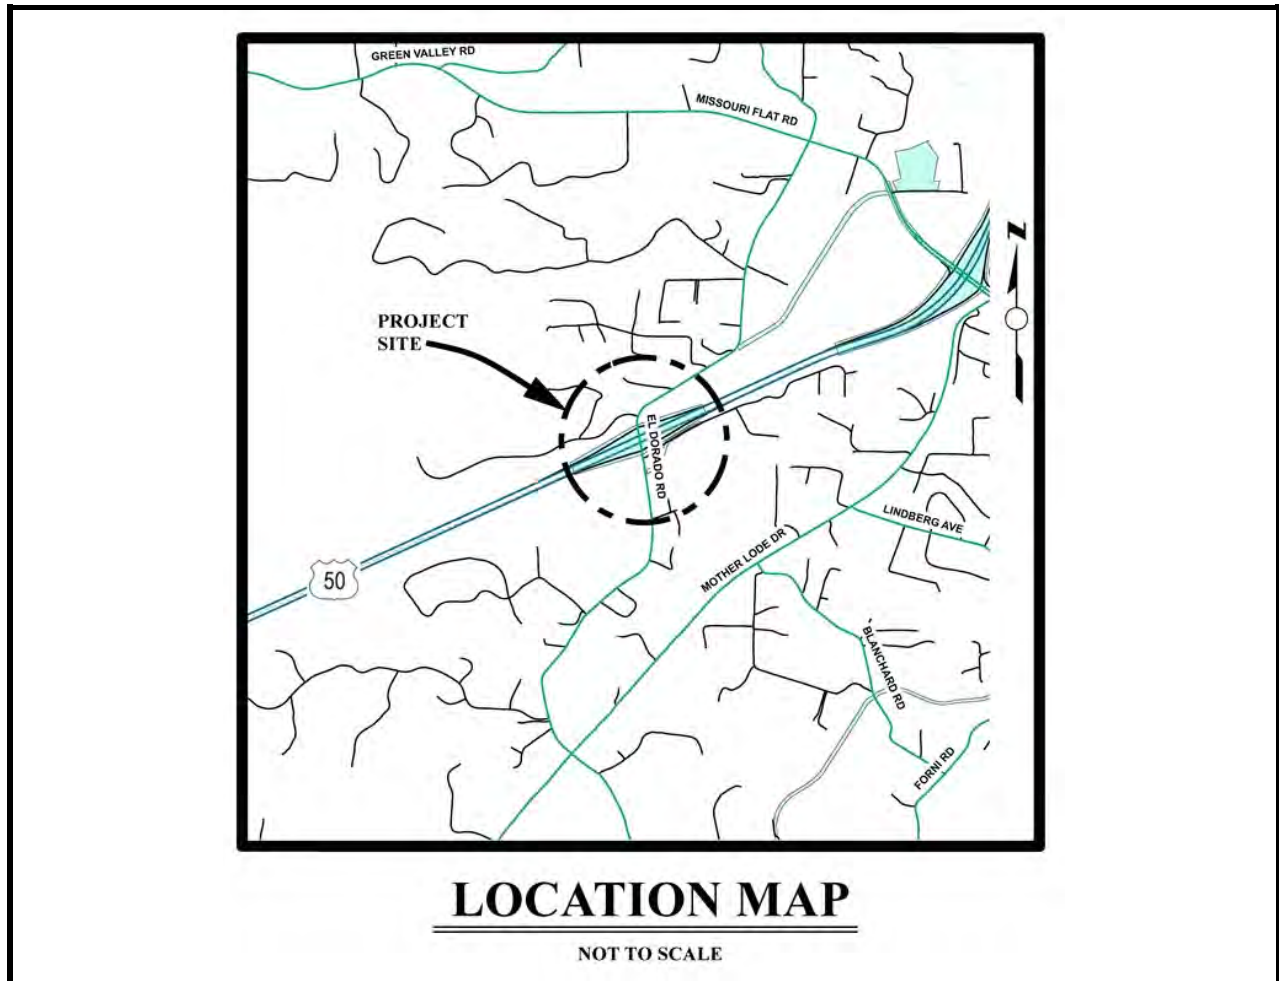 GREEN VALLEY RD
MISSOURI FLAT RD
N
PROJECT
SITE
EL DORADO RD
LINDBERG AVE
MOTHER LODE DR
50
BLANCHARD RD
FORNI RD
LOCATION MAP
NOT TO SCALE